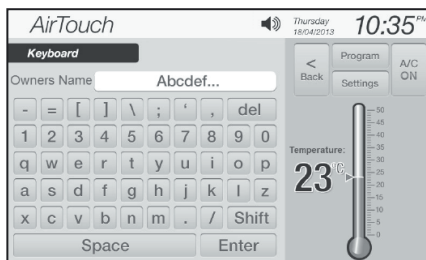 AirTouch Thursday 18/04/2013 10:35 PM
Keyboard
< Back Program Settings A/C ON
Owners Name Abcdef...
- = [ ] \ ; ‘ , del
1 2 3 4 5 6 7 8 9 0
q w e r t y u i o p
a s d f g h j k l z
x c v b n m . / Shift
Space Enter
Temperature:
23°C
50
45
40
35
30
25
20
15
10
5
0